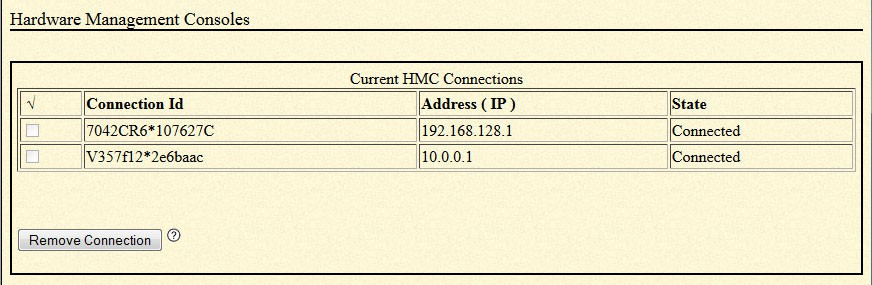 Hardware Management Consoles
Current HMC Connections
√ Connection Id Address ( IP ) State
7042CR6*107627C 192.168.128.1 Connected
V357f12*2e6baac 10.0.0.1 Connected
Remove Connection ?